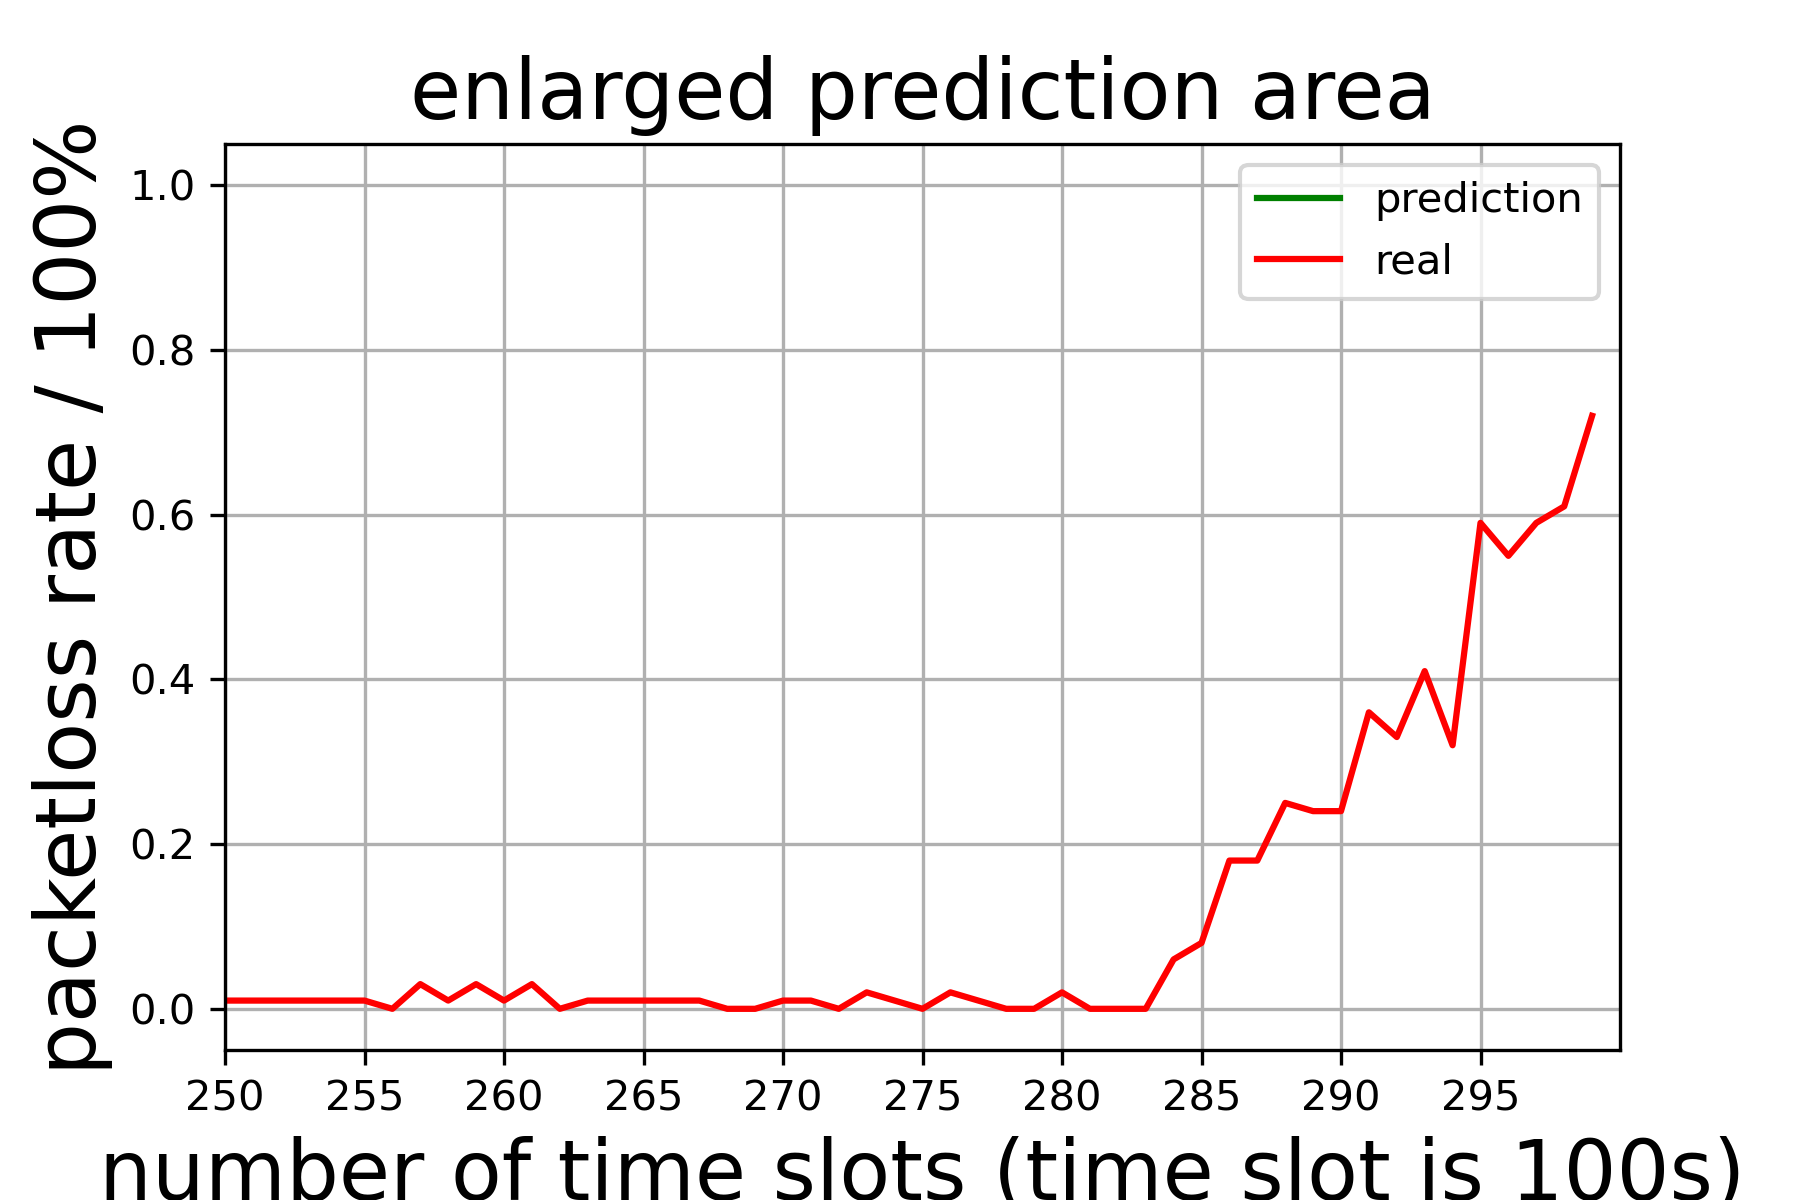 enlarged prediction area
packetloss rate / 100%
1.0
0.8
0.6
0.4
0.2
0.0
prediction
real
250 255 260 265 270 275 280 285 290 295
number of time slots (time slot is 100s)